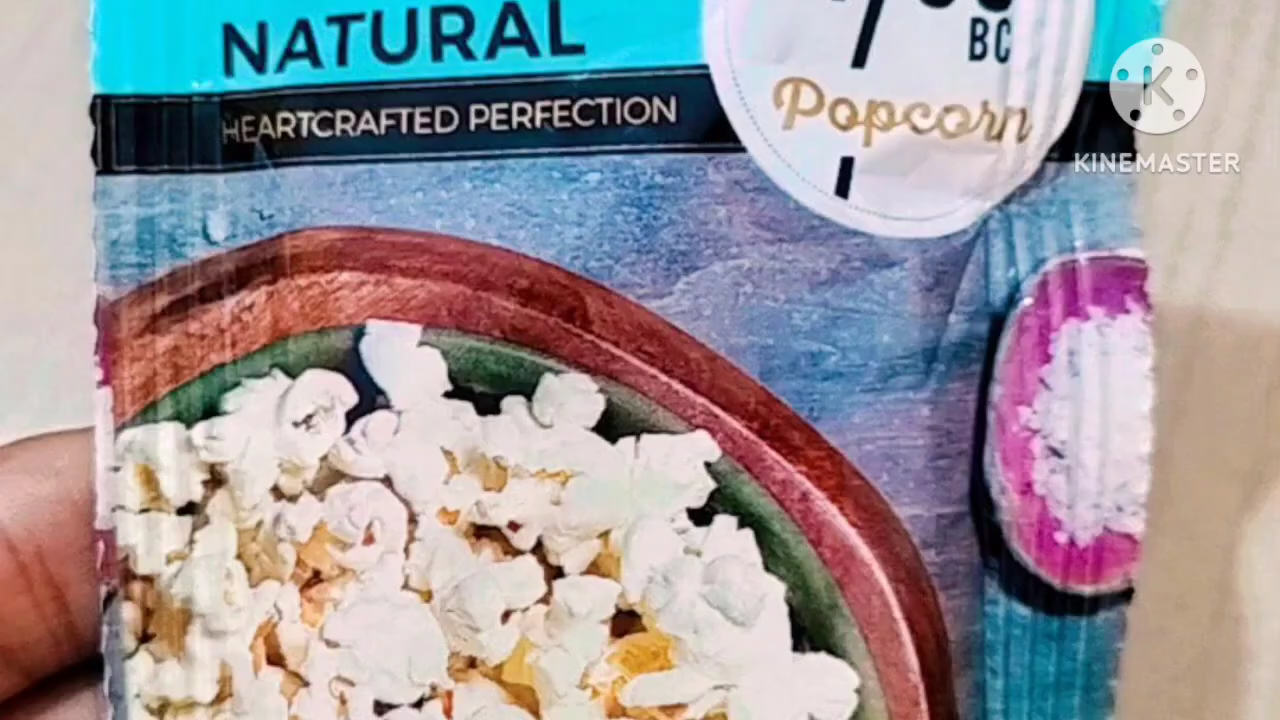 NATURAL
HEARTCRAFTED PERFECTION
BC
Popcorn
KINEMASTER